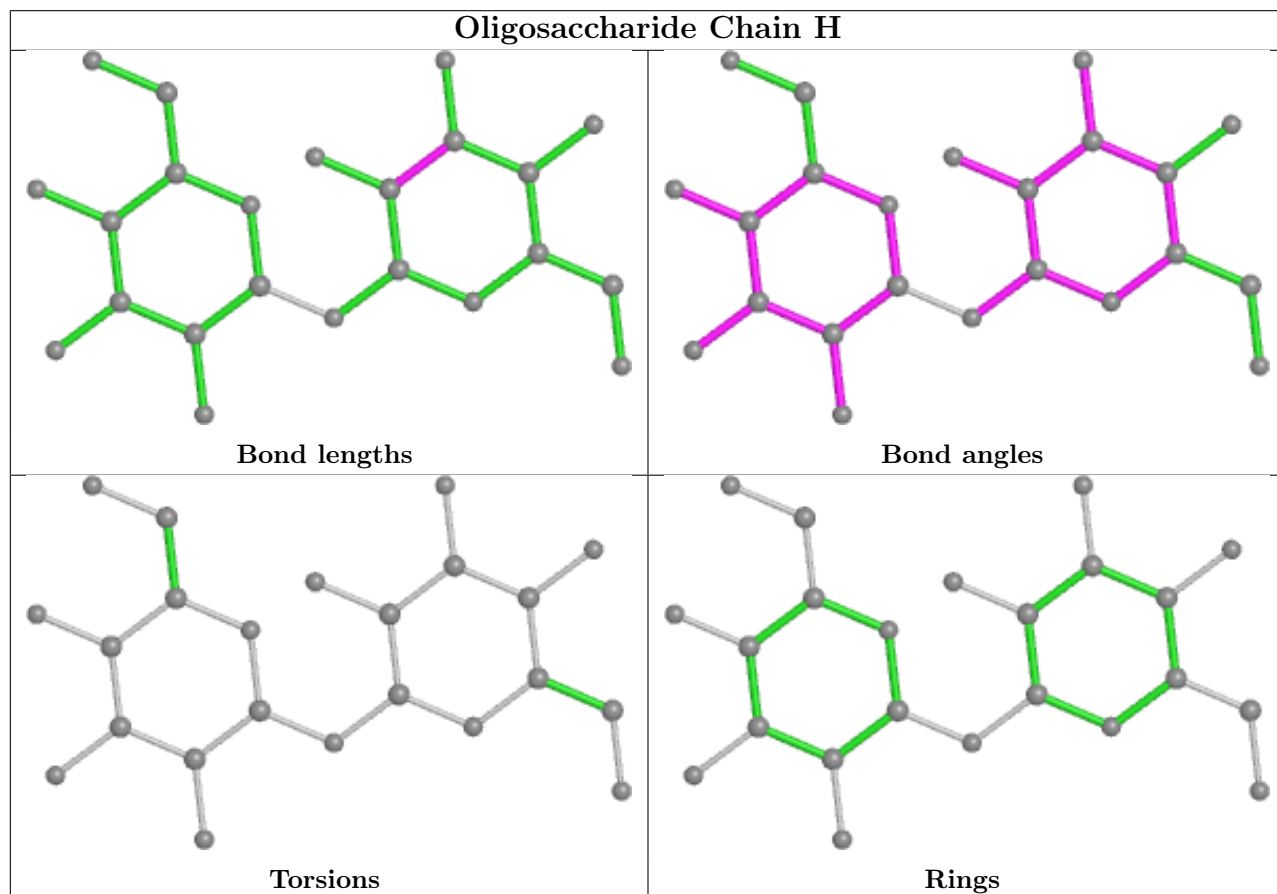 Oligosaccharide Chain H
Bond lengths
Bond angles
Torsions
Rings